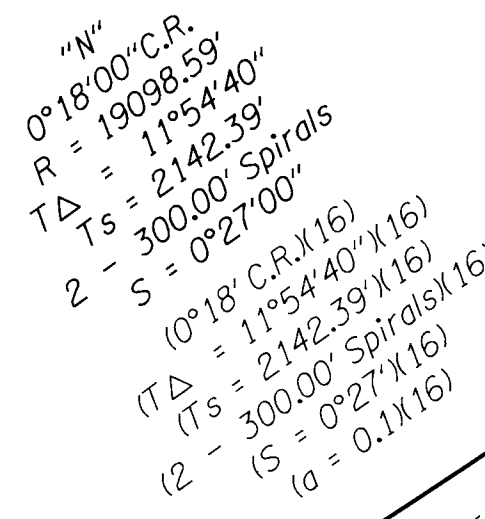 "N"
0°18'00"C.R.
R = 19098.59'
T△ = 11°54'40"
Ts = 2142.39'
2 - 300.00' Spirals
S = 0°27'00"
(0°18' C.R.)(16)
(T△ = 11°54'40")(16)
(Ts = 2142.39')(16)
(2 - 300.00' Spirals)(16)
(S = 0°27')(16)
(a = 0.1)(16)